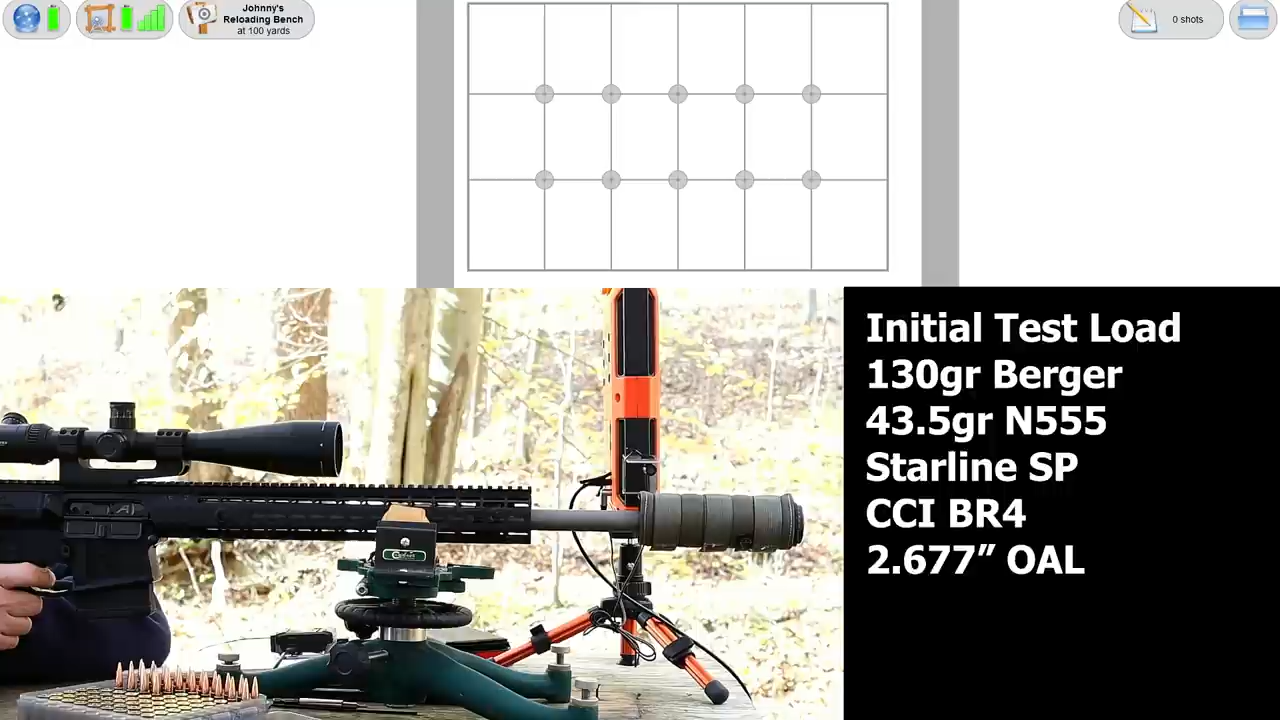 Johnny's
Reloading Bench
at 100 yards
0 shots
Initial Test Load
130gr Berger
43.5gr N555
Starline SP
CCI BR4
2.677” OAL